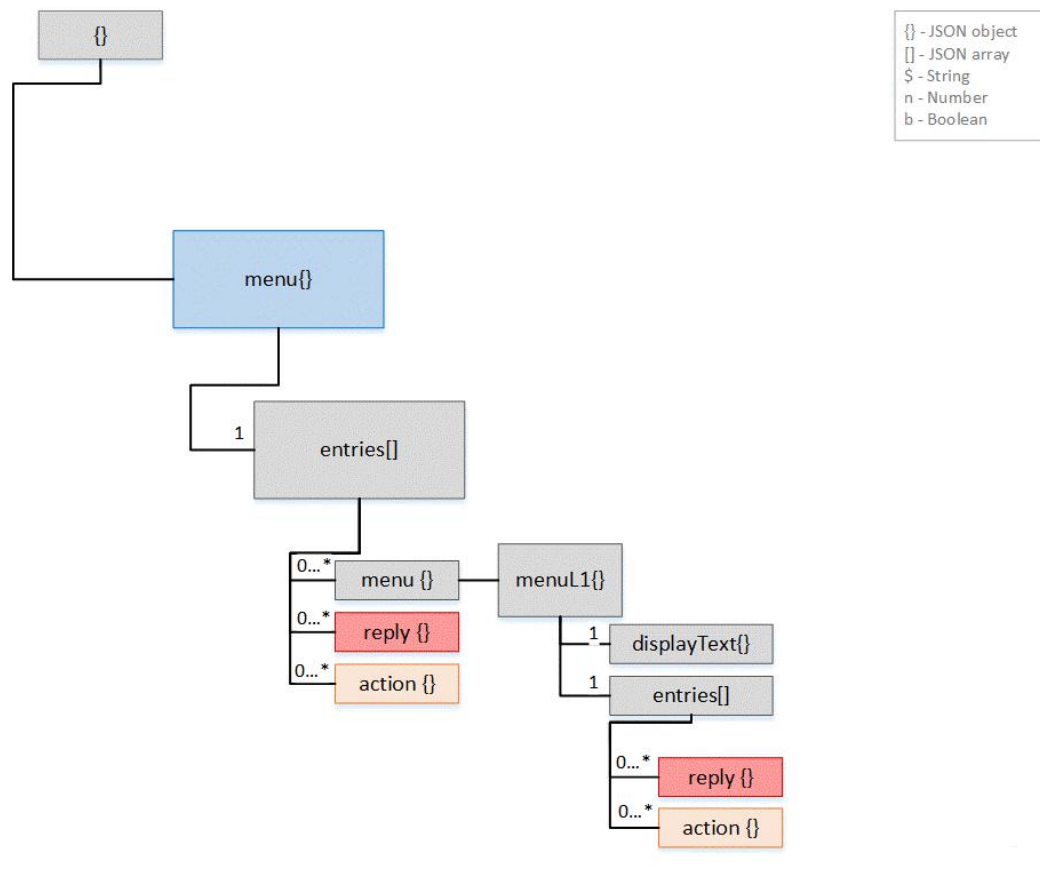 {}
{} - JSON object
[] - JSON array
$ - String
n - Number
b - Boolean
menu{}
1
entries[]
0...*
menu {}
menuL1{}
0...*
reply {}
1
displayText{}
0...*
action {}
1
entries[]
0...*
reply {}
0...*
action {}